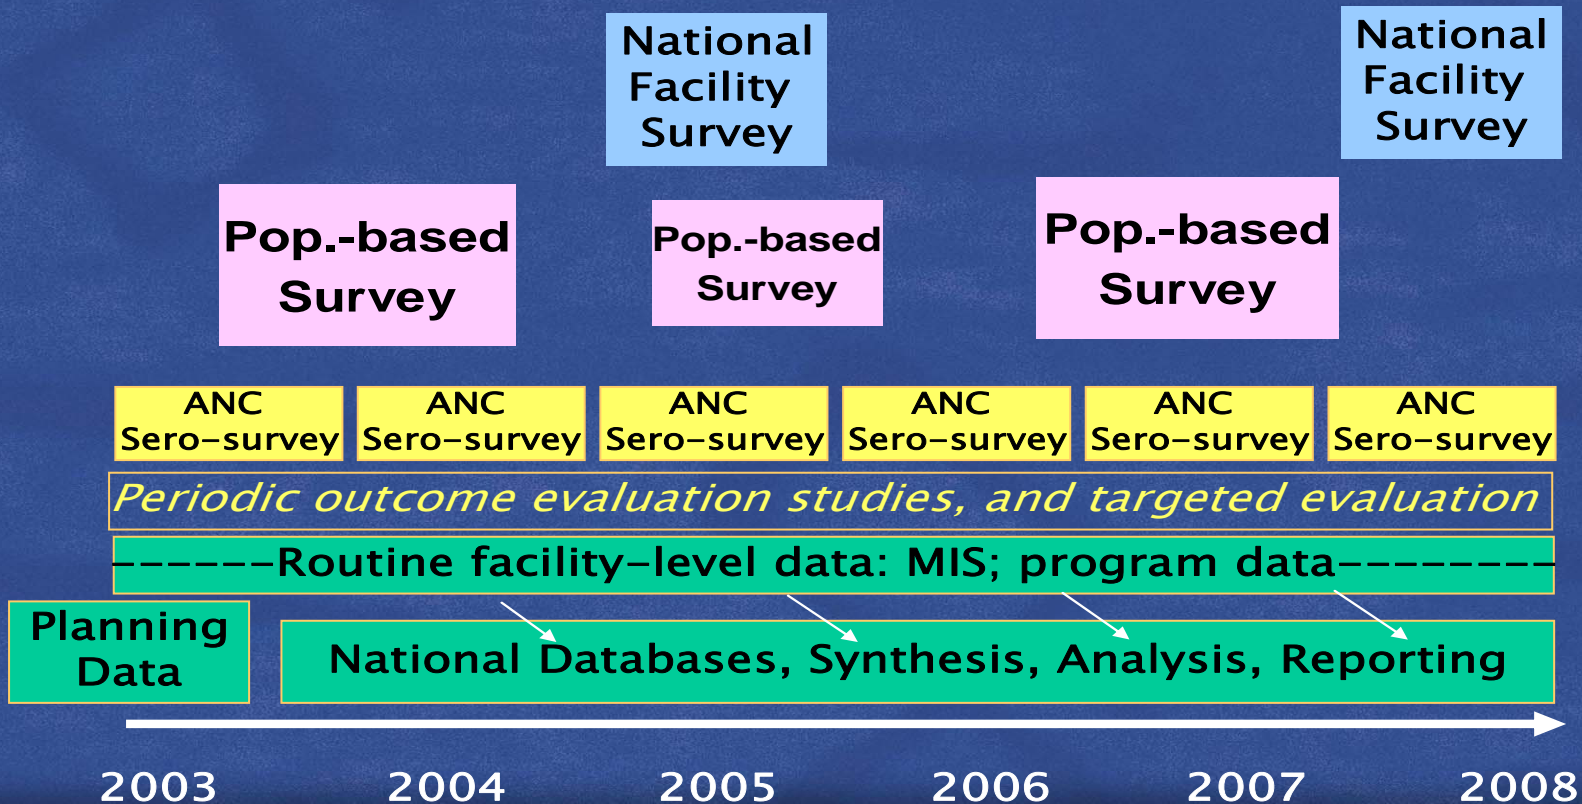 National
Facility
Survey
National
Facility
Survey
Pop.-based
Survey
Pop.-based
Survey
Pop.-based
Survey
ANC
Sero-survey
ANC
Sero-survey
ANC
Sero-survey
ANC
Sero-survey
ANC
Sero-survey
ANC
Sero-survey
Periodic outcome evaluation studies, and targeted evaluation
------Routine facility-level data: MIS; program data--------
Planning
Data
National Databases, Synthesis, Analysis, Reporting
2003 2004 2005 2006 2007 2008